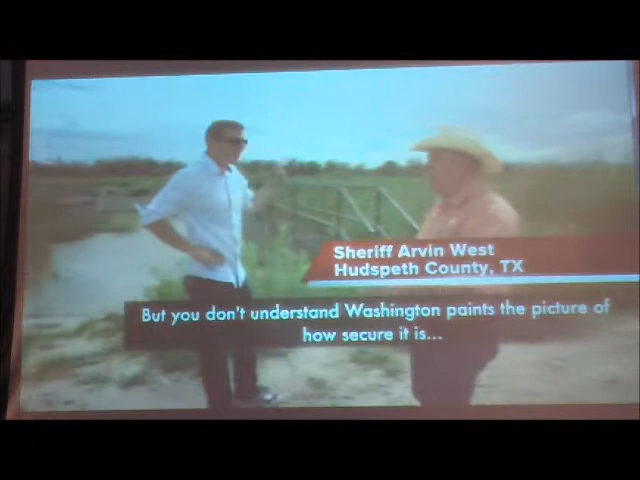 Sheriff Arvin West
Hudspeth County, TX
But you don't understand Washington paints the picture of
how secure it is...